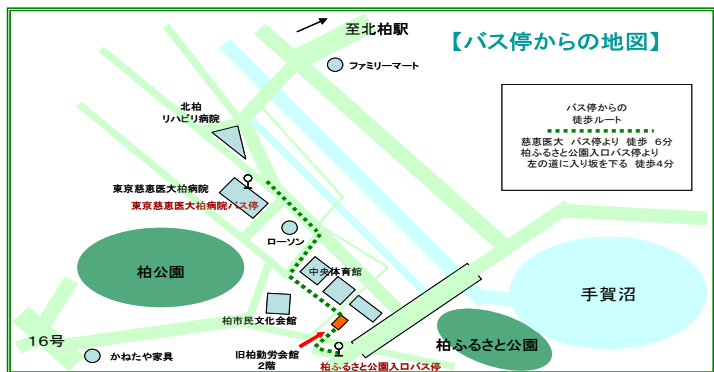 至北柏駅
【バス停からの地図】
ファミリーマート
バス停からの
徒歩ルート
慈恵医大 バス停より 徒歩 6分
柏ふるさと公園入口バス停より
左の道に入り坂を下る 徒歩4分
北柏
リハビリ病院
東京慈恵医大柏病院
東京慈恵医大柏病院バス停
ローソン
柏公園
中央体育館
手賀沼
柏市民文化会館
16号
かねたや家具
旧柏勤労会館
2階
柏ふるさと公園
柏ふるさと公園入口バス停